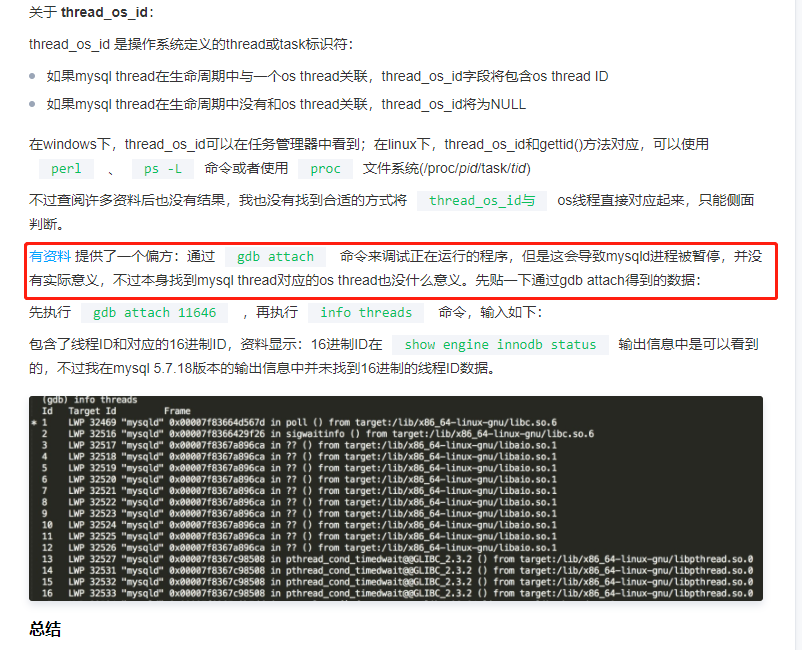 关于 thread_os_id：
thread_os_id 是操作系统定义的thread或task标识符：
如果mysql thread在生命周期中与一个os thread关联，thread_os_id字段将包含os thread ID
如果mysql thread在生命周期中没有和os thread关联，thread_os_id将为NULL
在windows下，thread_os_id可以在任务管理器中看到；在linux下，thread_os_id和gettid()方法对应，可以使用
perl 、 ps -L 命令或者使用 proc 文件系统(/proc/pid/task/tid)
不过查阅许多资料后也没有结果，我也没有找到合适的方式将 thread_os_id与 os线程直接对应起来，只能侧面
判断。
有资料 提供了一个偏方：通过 gdb attach 命令来调试正在运行的程序，但是这会导致mysqld进程被暂停，并没
有实际意义，不过本身找到mysql thread对应的os thread也没什么意义。先贴一下通过gdb attach得到的数据：
先执行 gdb attach 11646 ，再执行 info threads 命令，输入如下：
包含了线程ID和对应的16进制ID，资料显示：16进制ID在 show engine innodb status 输出信息中是可以看到
的，不过我在mysql 5.7.18版本的输出信息中并未找到16进制的线程ID数据。
(gdb) info threads
Id Target Id Frame
* 1 LWP 32469 "mysqld" 0x00007f83664d567d in poll () from target:/lib/x86_64-linux-gnu/libc.so.6
2 LWP 32516 "mysqld" 0x00007f8366429f26 in sigwaitinfo () from target:/lib/x86_64-linux-gnu/libc.so.6
3 LWP 32517 "mysqld" 0x00007f8367a896ca in ?? () from target:/lib/x86_64-linux-gnu/libaio.so.1
4 LWP 32518 "mysqld" 0x00007f8367a896ca in ?? () from target:/lib/x86_64-linux-gnu/libaio.so.1
5 LWP 32519 "mysqld" 0x00007f8367a896ca in ?? () from target:/lib/x86_64-linux-gnu/libaio.so.1
6 LWP 32520 "mysqld" 0x00007f8367a896ca in ?? () from target:/lib/x86_64-linux-gnu/libaio.so.1
7 LWP 32521 "mysqld" 0x00007f8367a896ca in ?? () from target:/lib/x86_64-linux-gnu/libaio.so.1
8 LWP 32522 "mysqld" 0x00007f8367a896ca in ?? () from target:/lib/x86_64-linux-gnu/libaio.so.1
9 LWP 32523 "mysqld" 0x00007f8367a896ca in ?? () from target:/lib/x86_64-linux-gnu/libaio.so.1
10 LWP 32524 "mysqld" 0x00007f8367a896ca in ?? () from target:/lib/x86_64-linux-gnu/libaio.so.1
11 LWP 32525 "mysqld" 0x00007f8367a896ca in ?? () from target:/lib/x86_64-linux-gnu/libaio.so.1
12 LWP 32526 "mysqld" 0x00007f8367a896ca in ?? () from target:/lib/x86_64-linux-gnu/libaio.so.1
13 LWP 32527 "mysqld" 0x00007f8367c98508 in pthread_cond_timedwait@@GLIBC_2.3.2 () from target:/lib/x86_64-linux-gnu/libpthread.so.0
14 LWP 32531 "mysqld" 0x00007f8367c98508 in pthread_cond_timedwait@@GLIBC_2.3.2 () from target:/lib/x86_64-linux-gnu/libpthread.so.0
15 LWP 32532 "mysqld" 0x00007f8367c98508 in pthread_cond_timedwait@@GLIBC_2.3.2 () from target:/lib/x86_64-linux-gnu/libpthread.so.0
16 LWP 32533 "mysqld" 0x00007f8367c98508 in pthread_cond_timedwait@@GLIBC_2.3.2 () from target:/lib/x86_64-linux-gnu/libpthread.so.0
总结